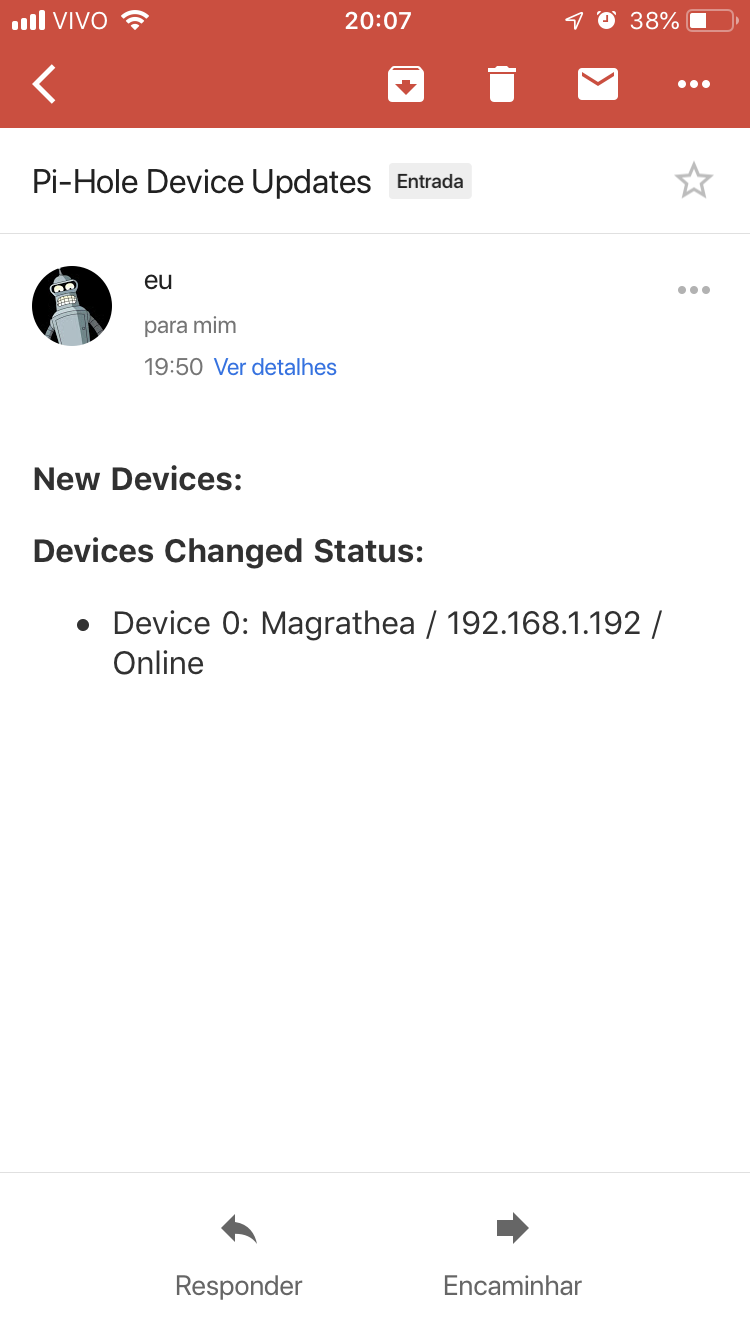 VIVO 20:07 38%
Pi-Hole Device Updates Entrada
eu
para mim
19:50 Ver detalhes
New Devices:
Devices Changed Status:
• Device 0: Magrathea / 192.168.1.192 /
Online
Responder Encaminhar